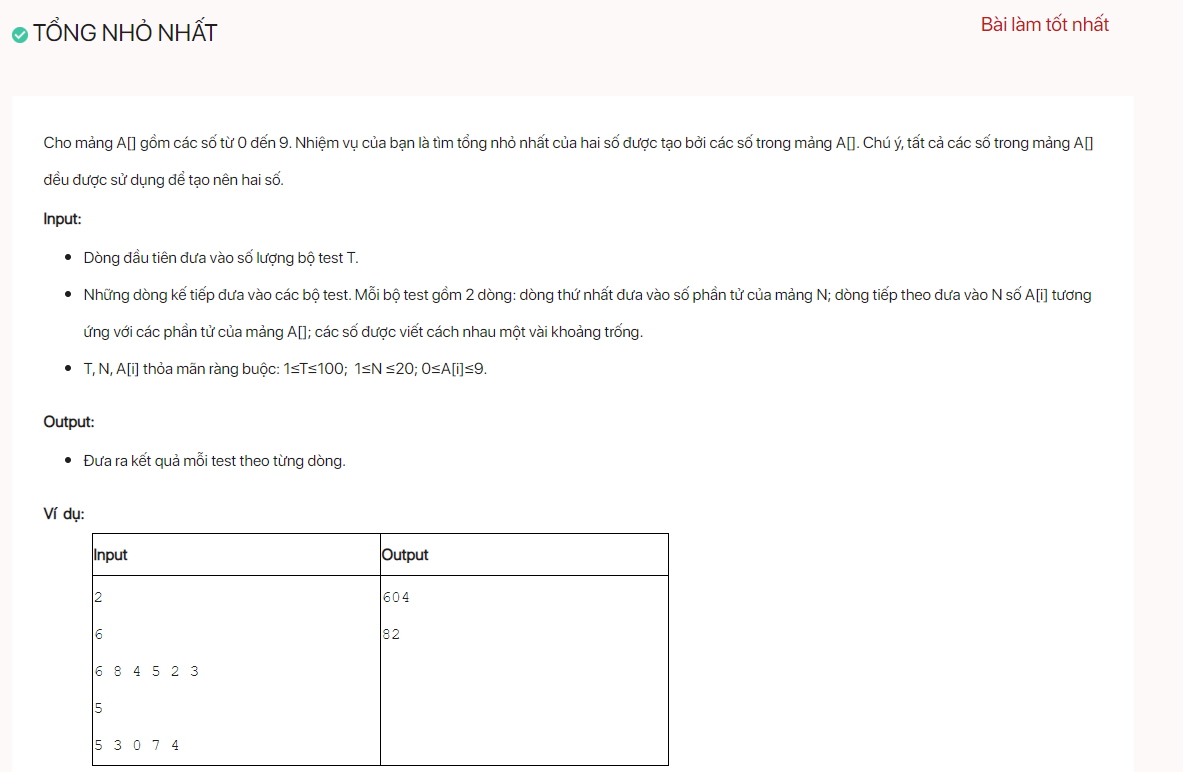 TỔNG NHỎ NHẤT
Bài làm tốt nhất
Cho mảng A[] gồm các số từ 0 đến 9. Nhiệm vụ của bạn là tìm tổng nhỏ nhất của hai số được tạo bởi các số trong mảng A[]. Chú ý, tất cả các số trong mảng A[]
đều được sử dụng để tạo nên hai số.
Input:
Dòng đầu tiên đưa vào số lượng bộ test T.
Những dòng kế tiếp đưa vào các bộ test. Mỗi bộ test gồm 2 dòng: dòng thứ nhất đưa vào số phần tử của mảng N; dòng tiếp theo đưa vào N số A[i] tương
ứng với các phần tử của mảng A[]; các số được viết cách nhau một vài khoảng trống.
T, N, A[i] thỏa mãn ràng buộc: 1≤T≤100; 1≤N ≤20; 0≤A[i]≤9.
Output:
Đưa ra kết quả mỗi test theo từng dòng.
Ví dụ:
Input Output
2 604
6 82
6 8 4 5 2 3
5
5 3 0 7 4